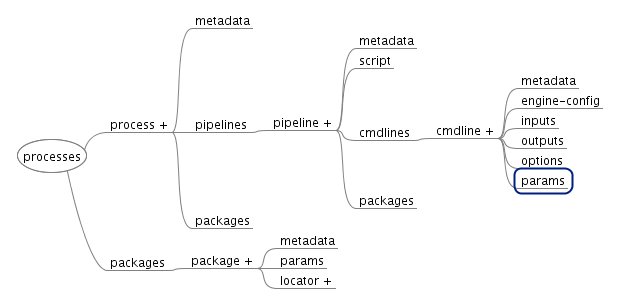 metadata
metadata
script
metadata
engine-config
process +
pipelines
pipeline +
cmdlines
cmdline +
inputs
outputs
processes
options
params
packages
packages
metadata
packages
package +
params
locator +